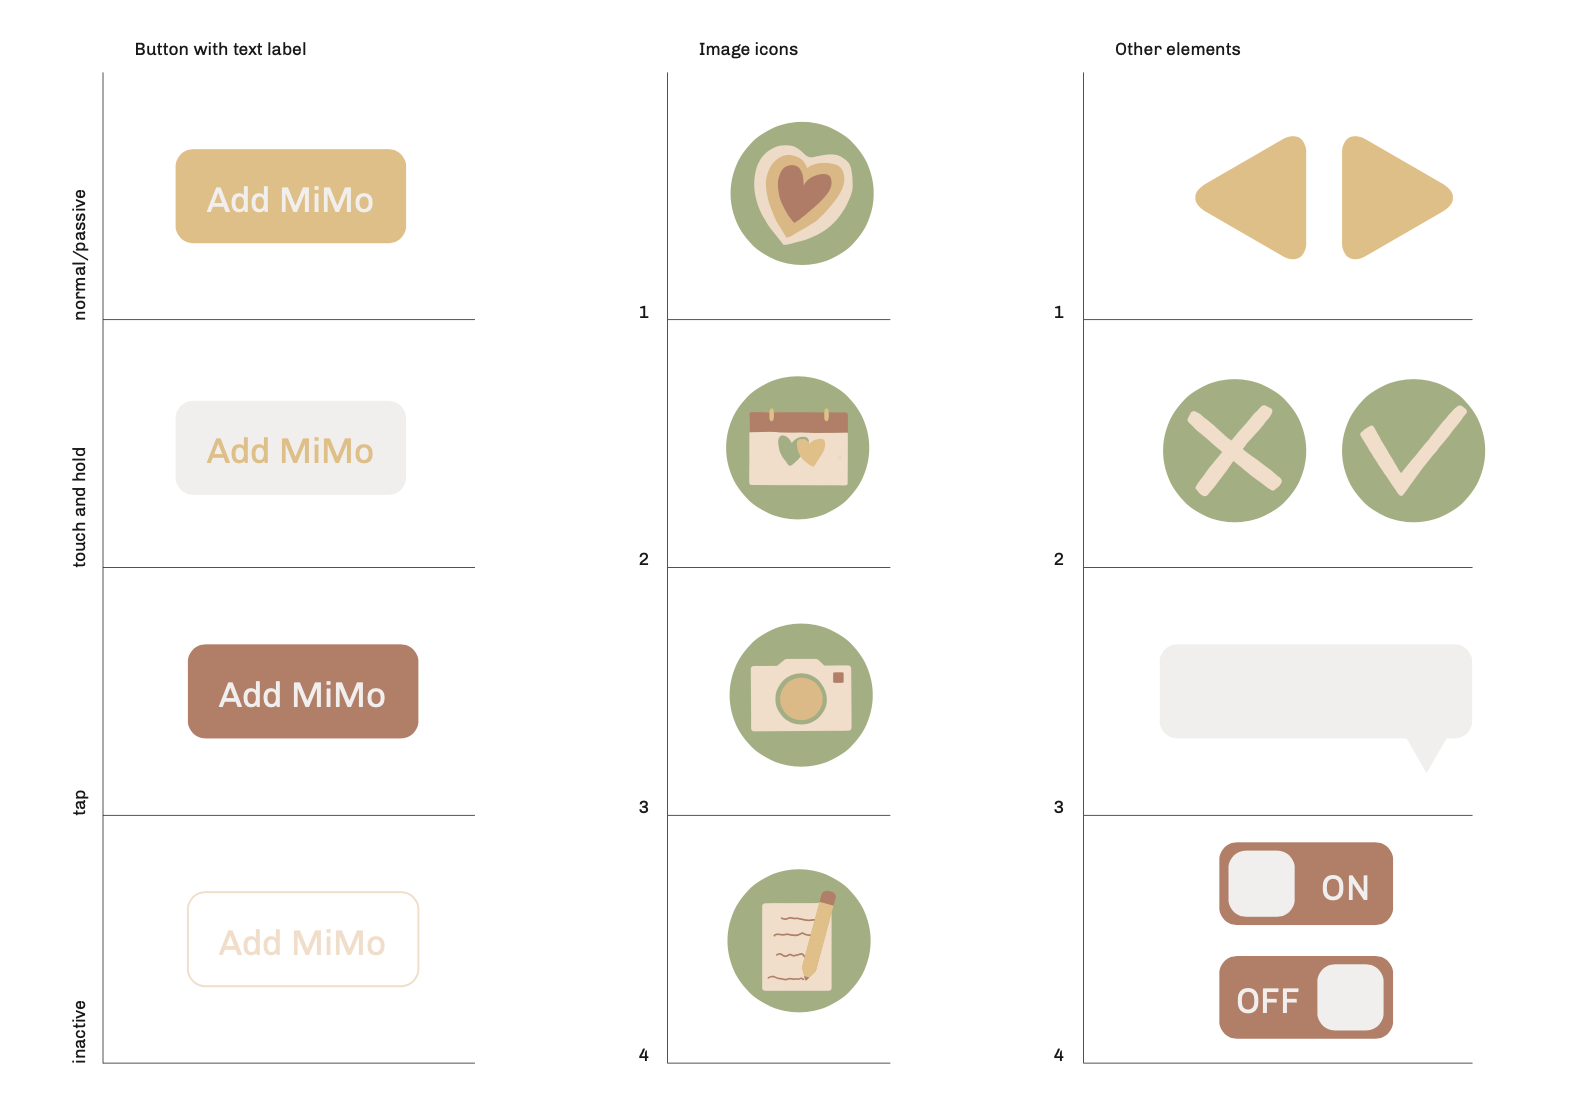 Button with text label
Image icons
Other elements
normal/passive
Add MiMo
1
1
touch and hold
Add MiMo
2
2
tap
Add MiMo
3
3
inactive
Add MiMo
4
ON
OFF
4